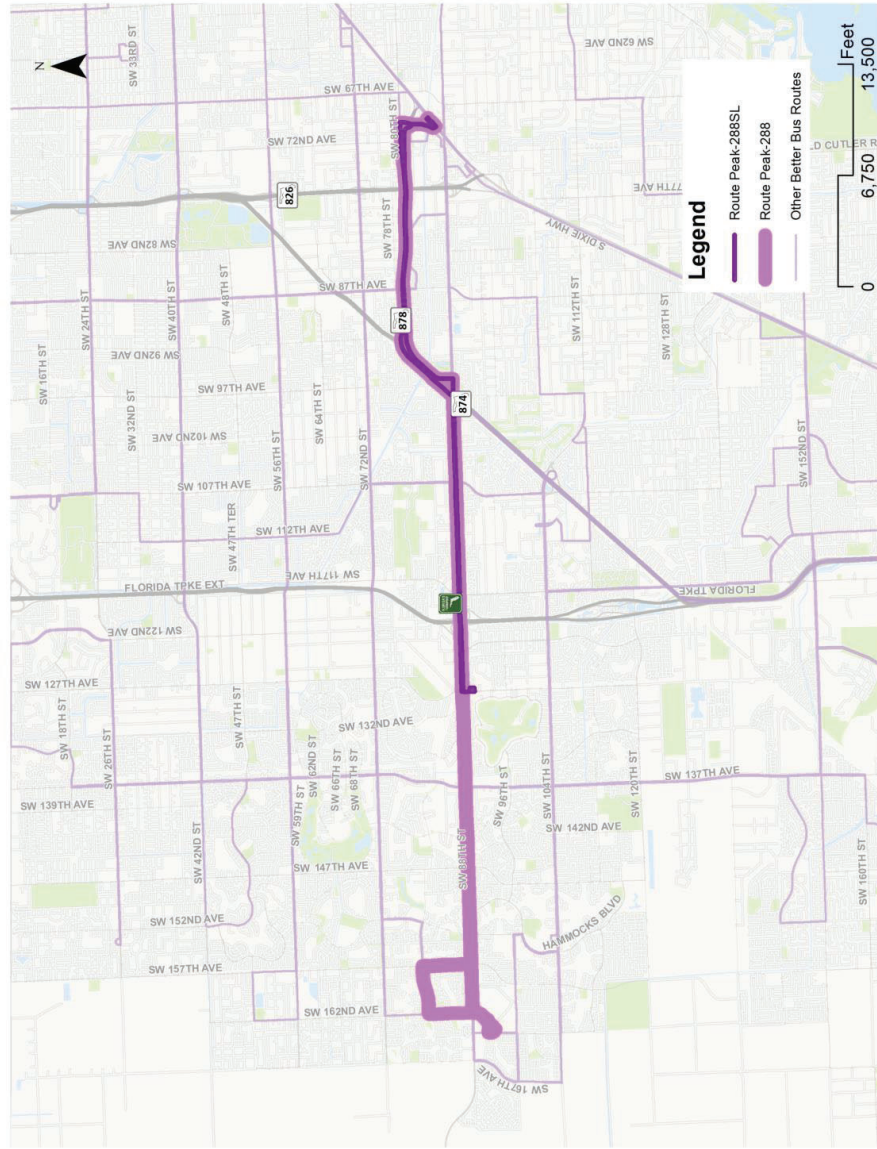 N
SW 33RD ST
SW 16TH ST
SW 24TH ST
SW 82ND AVE
SW 72ND AVE
SW 67TH AVE
SW 62ND AVE
SW 40TH ST
SW 92ND AVE
SW 32ND ST
SW 48TH ST
826
SW 97TH AVE
SW 102ND AVE
SW 56TH ST
SW 64TH ST
SW 87TH AVE
SW 78TH ST
SW 80TH ST
878
SW 107TH AVE
SW 47TH TER
SW 112TH AVE
SW 72ND ST
874
FLORIDA TPKE EXT
SW 117TH AVE
SW 122ND AVE
SW 127TH AVE
SW 18TH ST
SW 26TH ST
SW 47TH ST
SW 132ND AVE
SW 139TH AVE
SW 42ND ST
SW 59TH ST
SW 62ND ST
SW 66TH ST
SW 68TH ST
SW 147TH AVE
SW 152ND AVE
SW 157TH AVE
SW 162ND AVE
SW 167TH AVE
SW 88TH ST
SW 96TH ST
SW 104TH ST
SW 142ND AVE
SW 120TH ST
SW 137TH AVE
HAMMOCKS BLVD
SW 160TH ST
FLORIDA TPKE
SW 152ND ST
SW 112TH ST
SW 128TH ST
S DIXIE HWY
SW 77TH AVE
LD CUTLER R
Legend
Route Peak-288SL
Route Peak-288
Other Better Bus Routes
0 6,750 13,500
Feet